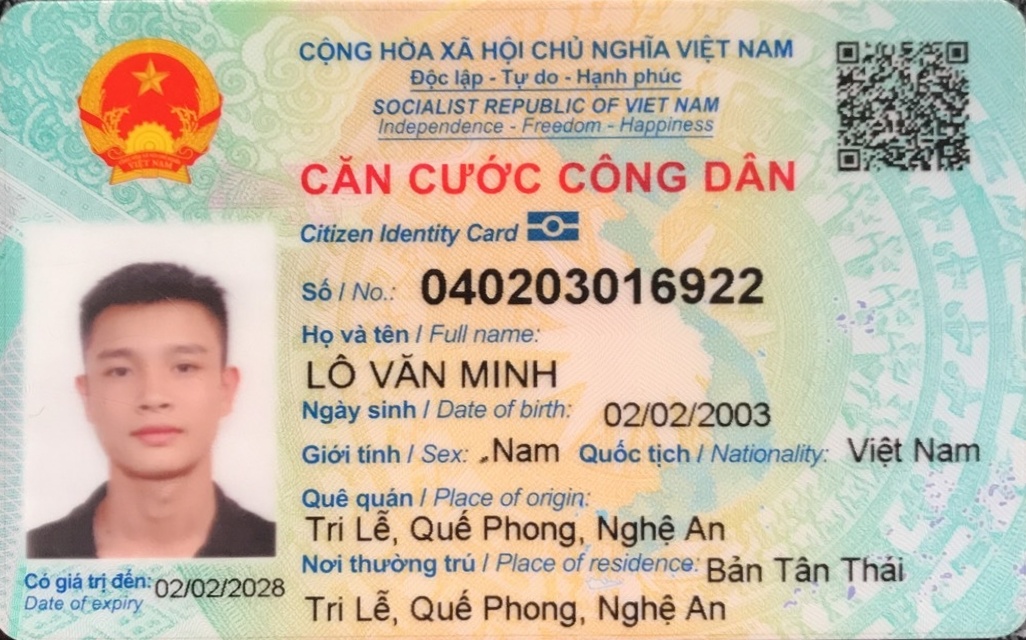 CỘNG HÒA XÃ HỘI CHỦ NGHĨA VIỆT NAM
Độc lập - Tự do - Hạnh phúc
SOCIALIST REPUBLIC OF VIET NAM
Independence - Freedom - Happiness
CĂN CƯỚC CÔNG DÂN
Citizen Identity Card
Số / No.: 040203016922
Họ và tên / Full name:
LÔ VĂN MINH
Ngày sinh / Date of birth: 02/02/2003
Giới tính / Sex: Nam Quốc tịch / Nationality: Việt Nam
Quê quán / Place of origin:
Tri Lễ, Quế Phong, Nghệ An
Nơi thường trú / Place of residence: Bản Tân Thái
Tri Lễ, Quế Phong, Nghệ An
Có giá trị đến: 02/02/2028
Date of expiry